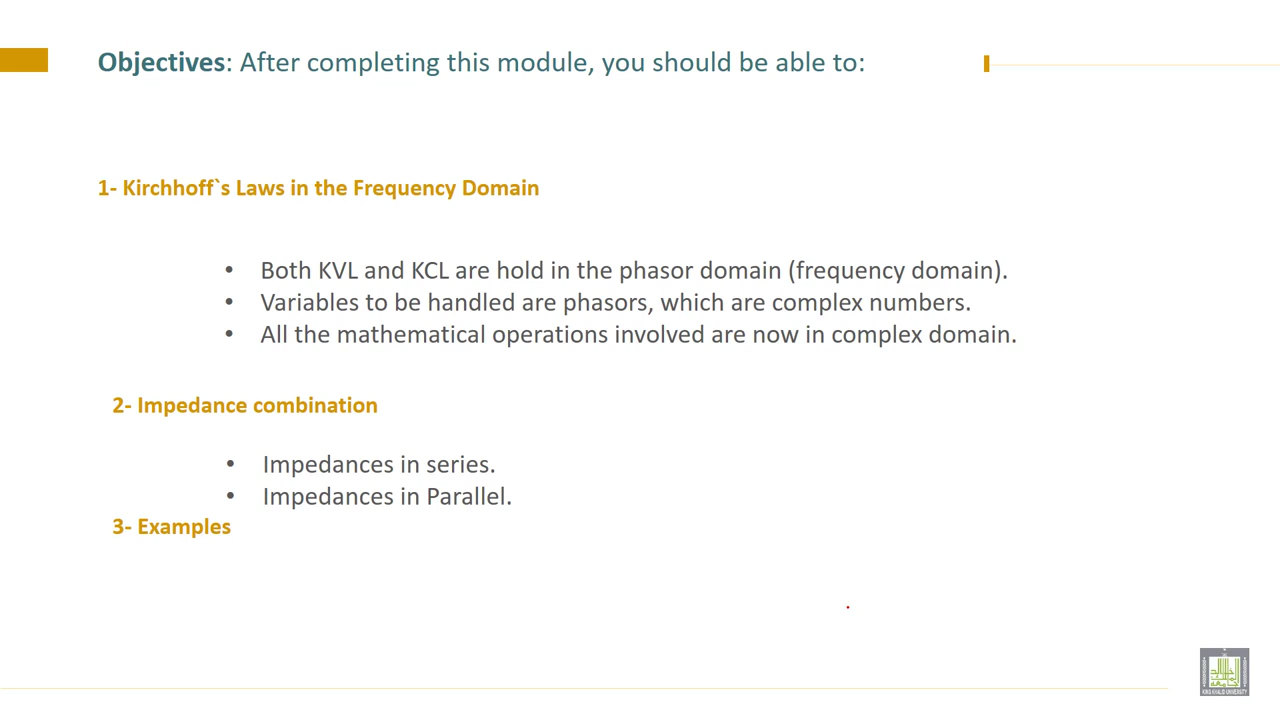 Objectives: After completing this module, you should be able to:
1- Kirchhoff`s Laws in the Frequency Domain
• Both KVL and KCL are hold in the phasor domain (frequency domain).
• Variables to be handled are phasors, which are complex numbers.
• All the mathematical operations involved are now in complex domain.
2- Impedance combination
• Impedances in series.
• Impedances in Parallel.
3- Examples
KING KHALID UNIVERSITY